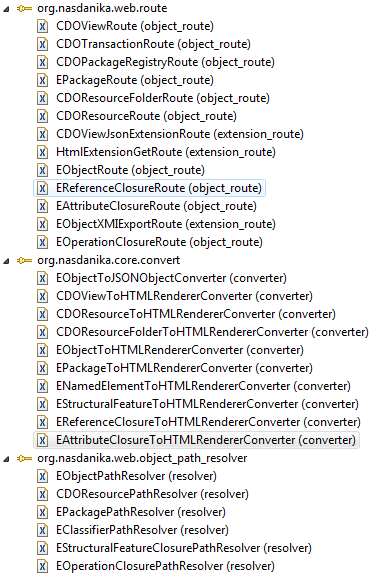 org.nasdanika.web.route
CDOViewRoute (object_route)
CDOTransactionRoute (object_route)
CDOPackageRegistryRoute (object_route)
EPackageRoute (object_route)
CDOResourceFolderRoute (object_route)
CDOResourceRoute (object_route)
CDOViewJsonExtensionRoute (extension_route)
HtmlExtensionGetRoute (extension_route)
EObjectRoute (object_route)
EReferenceClosureRoute (object_route)
EAttributeClosureRoute (object_route)
EObjectXMIExportRoute (extension_route)
EOperationClosureRoute (object_route)
org.nasdanika.core.convert
EObjectToJSONObjectConverter (converter)
CDOViewToHTMLRendererConverter (converter)
CDOResourceToHTMLRendererConverter (converter)
CDOResourceFolderToHTMLRendererConverter (converter)
EObjectToHTMLRendererConverter (converter)
EPackageToHTMLRendererConverter (converter)
ENamedElementToHTMLRendererConverter (converter)
EStructuralFeatureToHTMLRendererConverter (converter)
EReferenceClosureToHTMLRendererConverter (converter)
EAttributeClosureToHTMLRendererConverter (converter)
org.nasdanika.web.object_path_resolver
EObjectPathResolver (resolver)
CDOResourcePathResolver (resolver)
EPackagePathResolver (resolver)
EClassifierPathResolver (resolver)
EStructuralFeatureClosurePathResolver (resolver)
EOperationClosurePathResolver (resolver)